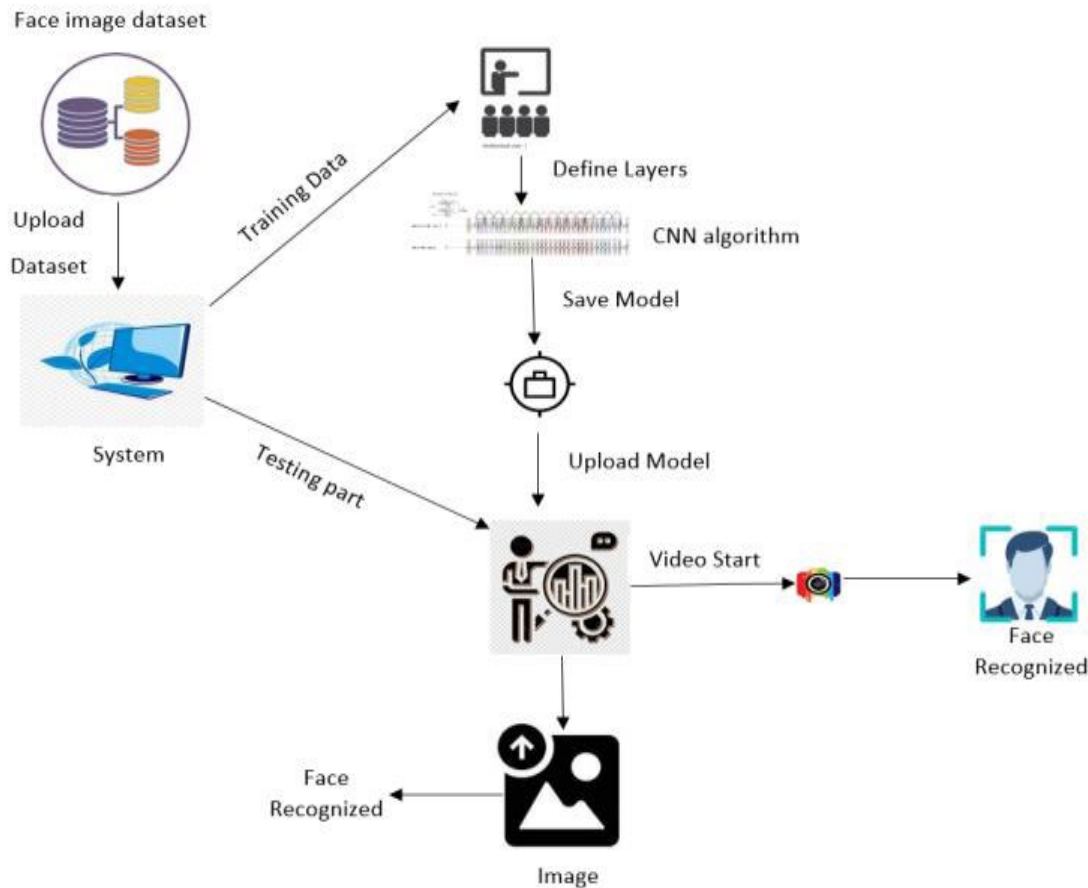 Face image dataset
Upload
Dataset
System
Training Data
Testing part
Define Layers
CNN algorithm
Save Model
Upload Model
Video Start
Face
Recognized
Face
Recognized
Image